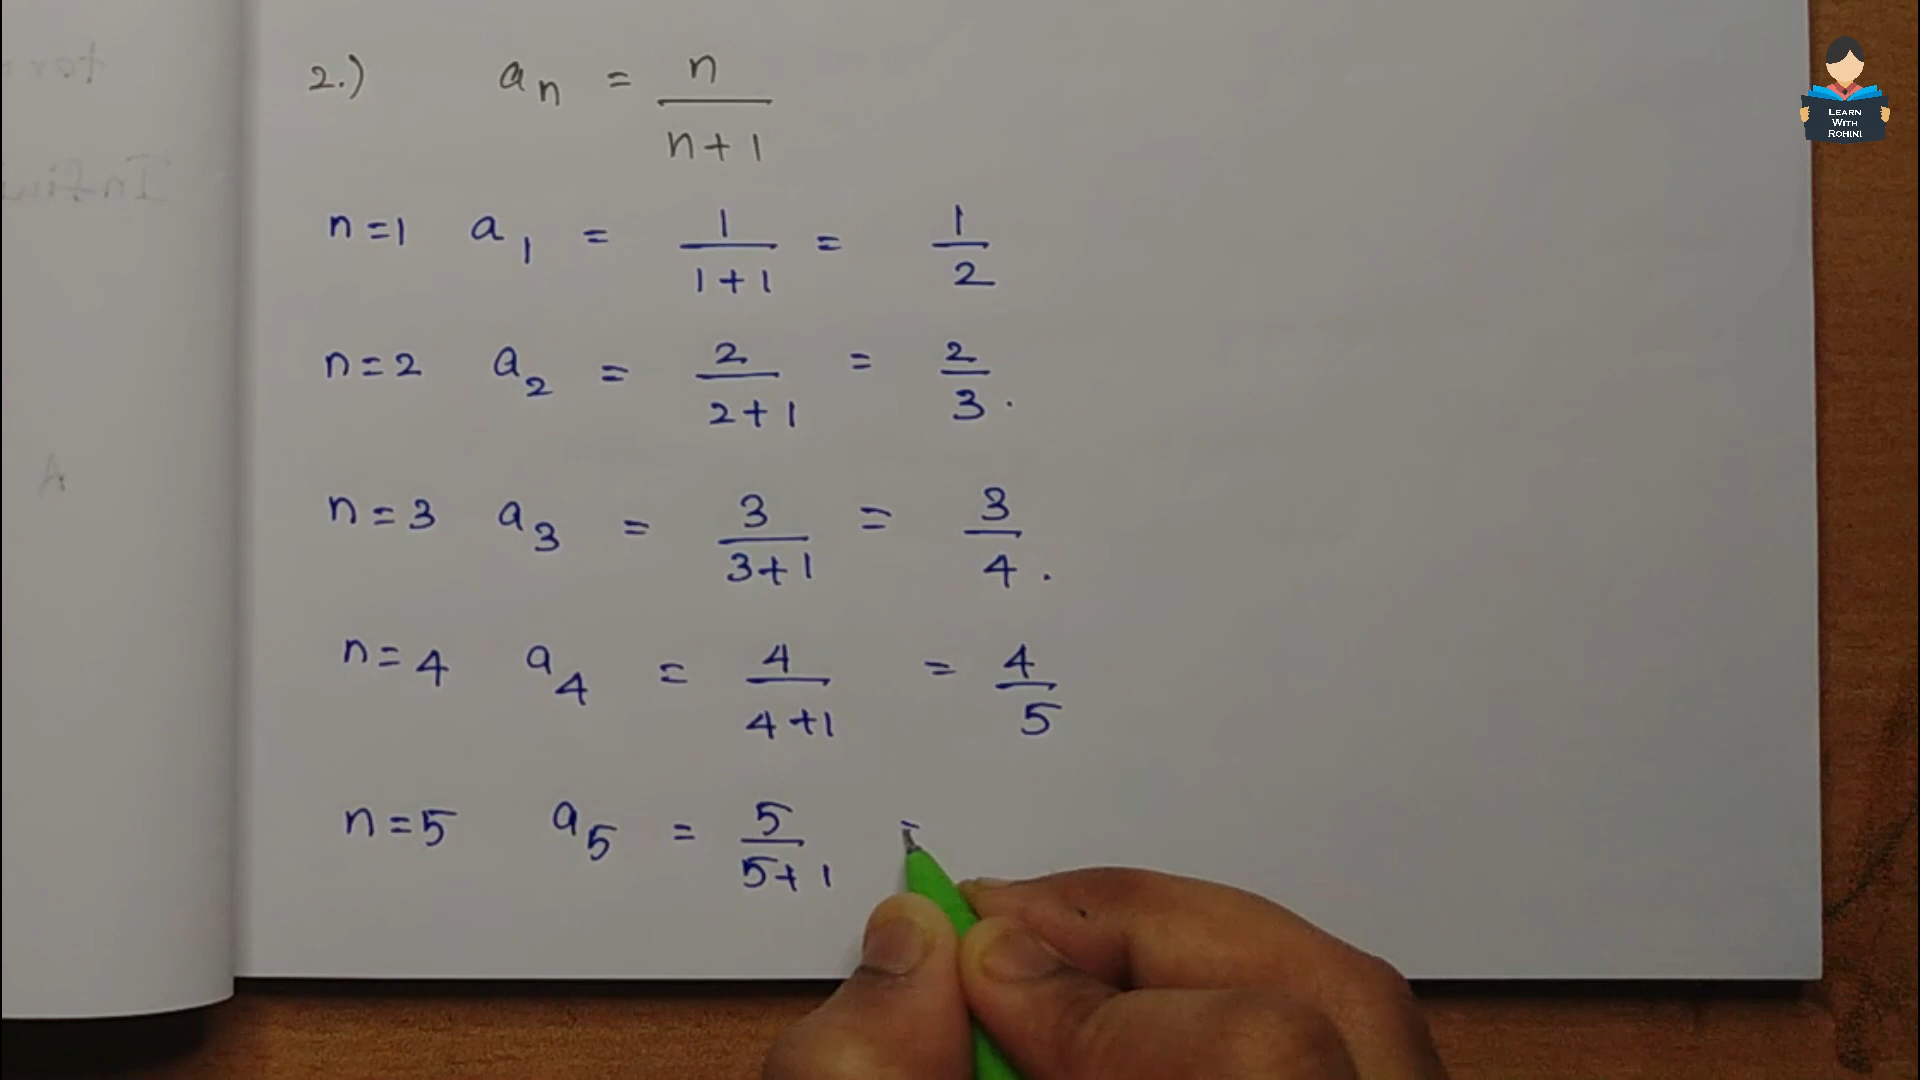 2.) aₙ = n/(n+1)
n=1 a₁ = 1/(1+1) = 1/2
n=2 a₂ = 2/(2+1) = 2/3.
n=3 a₃ = 3/(3+1) = 3/4.
n=4 a₄ = 4/(4+1) = 4/5
n=5 a₅ = 5/(5+1) =
LEARN
WITH
ROHINI